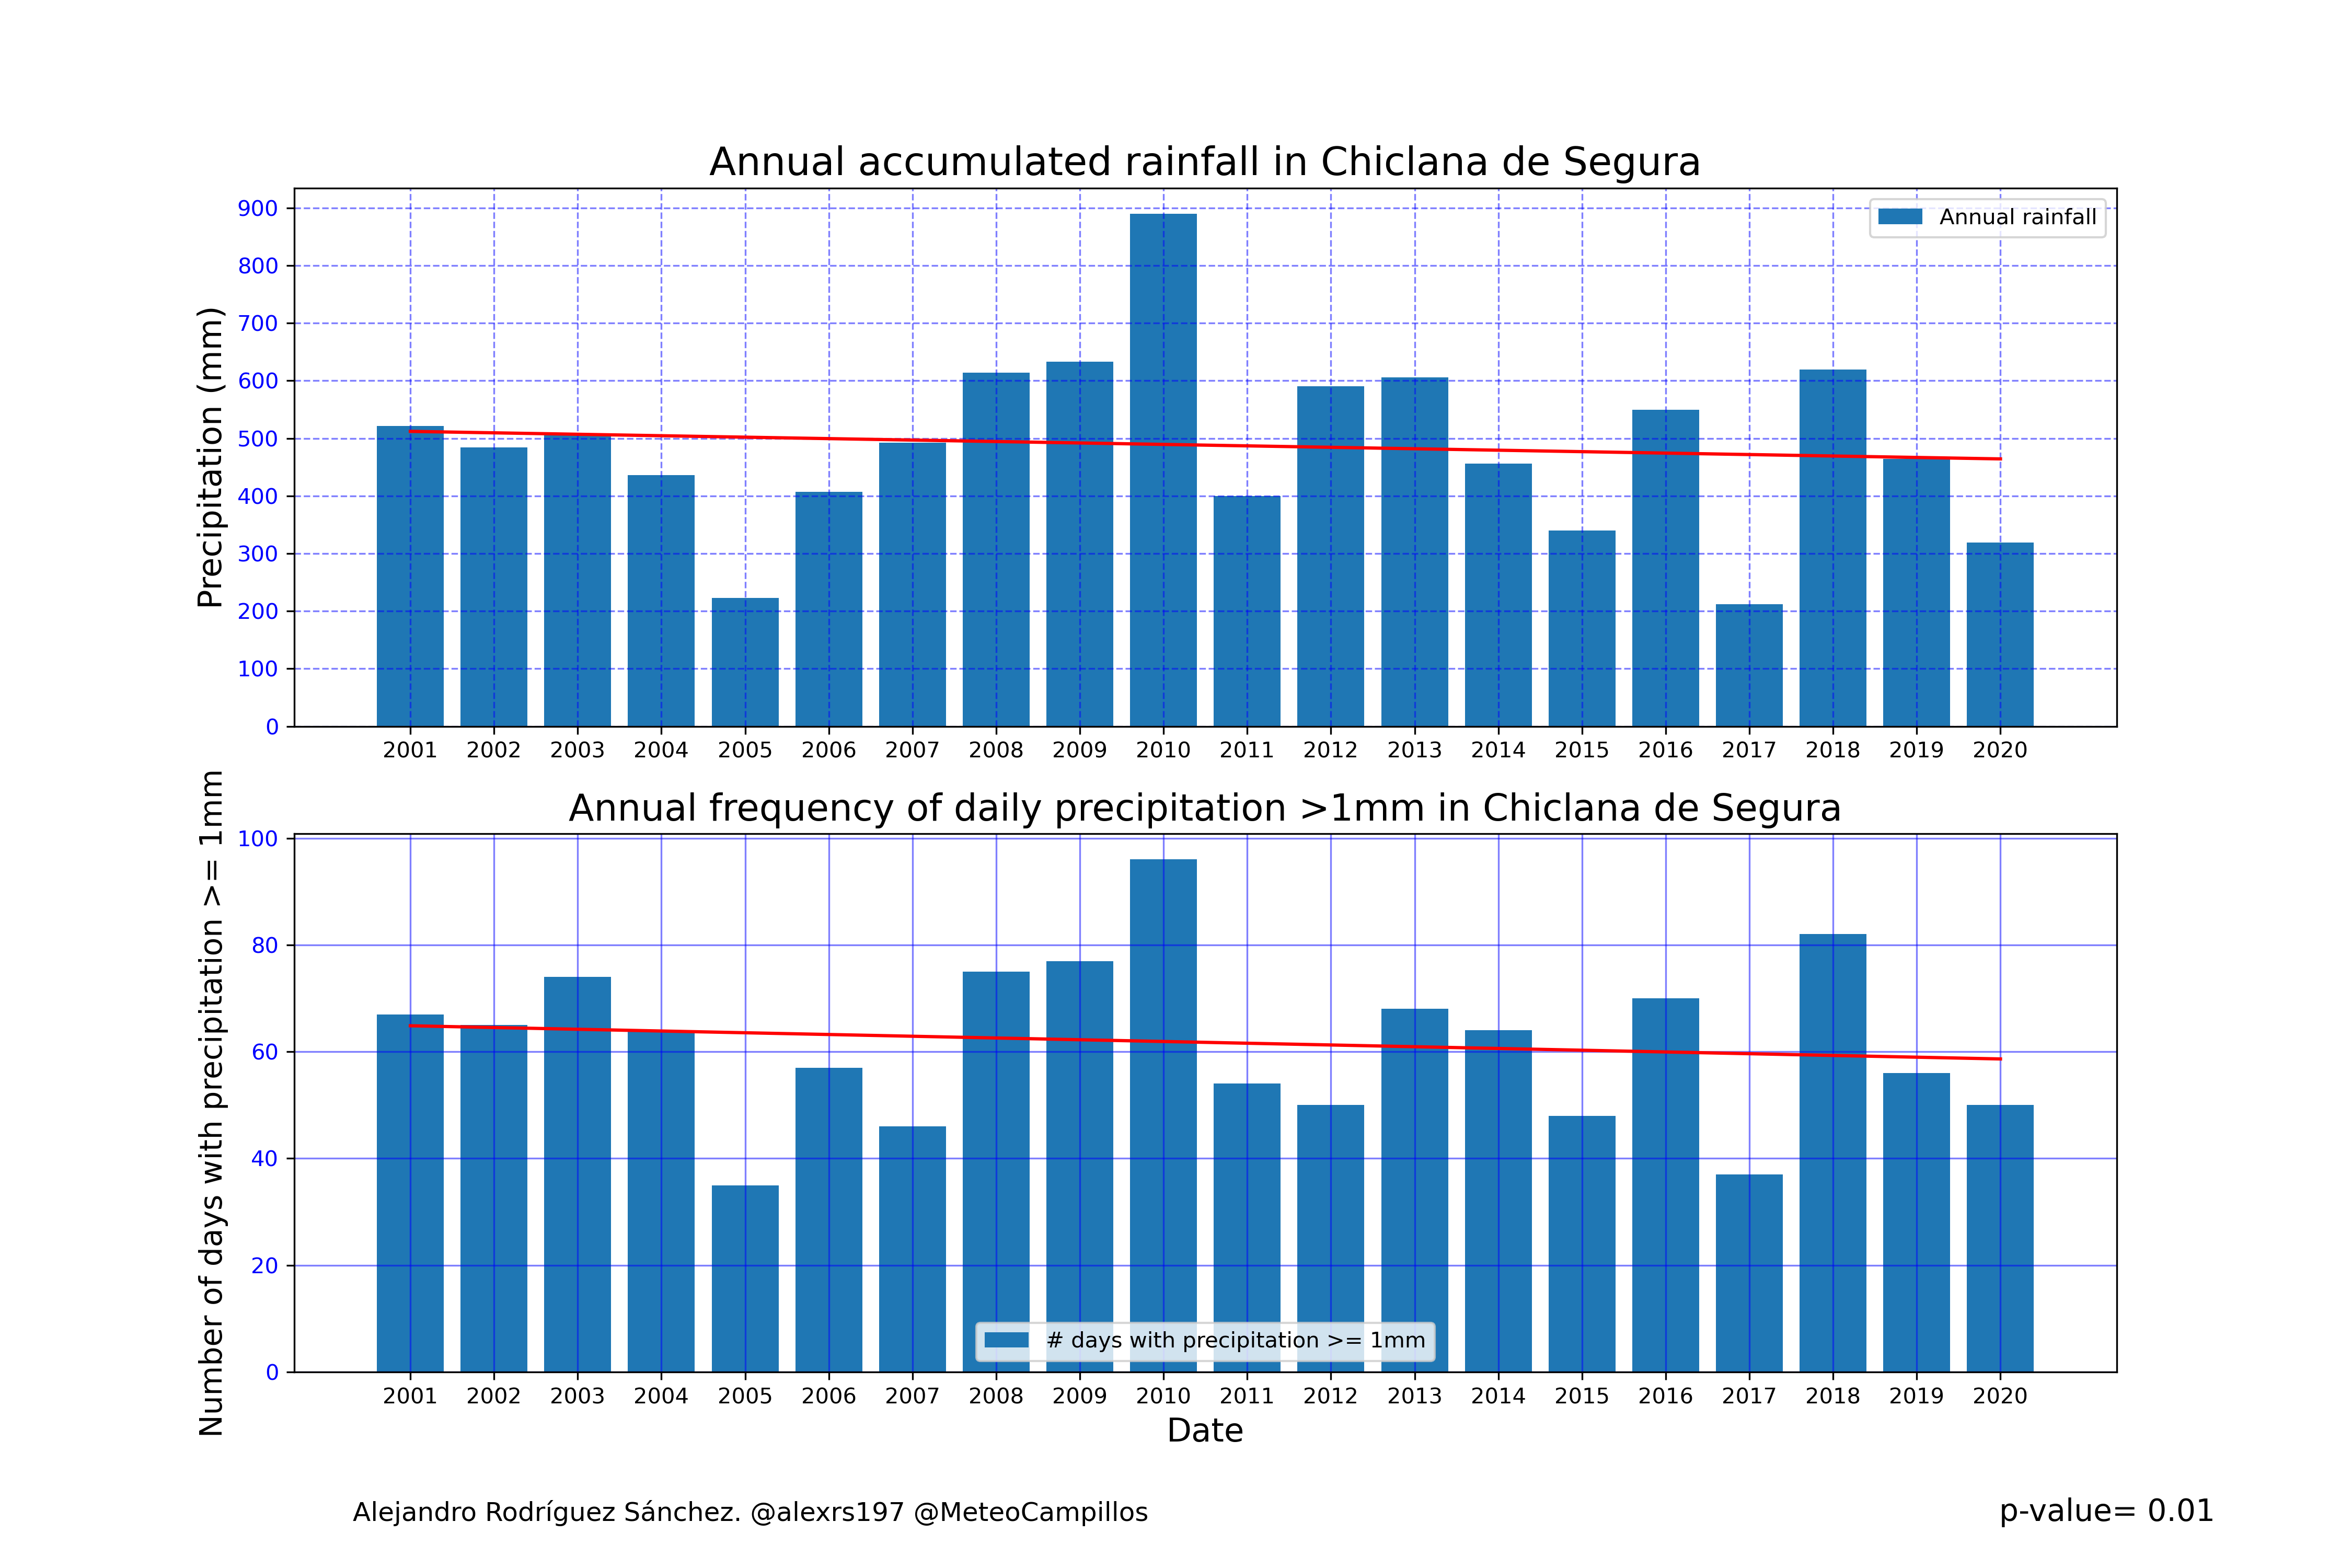 Annual accumulated rainfall in Chiclana de Segura
Precipitation (mm)
900
800
700
600
500
400
300
200
100
0
Annual rainfall
2001 2002 2003 2004 2005 2006 2007 2008 2009 2010 2011 2012 2013 2014 2015 2016 2017 2018 2019 2020
Annual frequency of daily precipitation >1mm in Chiclana de Segura
Number of days with precipitation >= 1mm
100
80
60
40
20
0
# days with precipitation >= 1mm
2001 2002 2003 2004 2005 2006 2007 2008 2009 2010 2011 2012 2013 2014 2015 2016 2017 2018 2019 2020
Date
Alejandro Rodríguez Sánchez. @alexrs197 @MeteoCampillos
p-value= 0.01